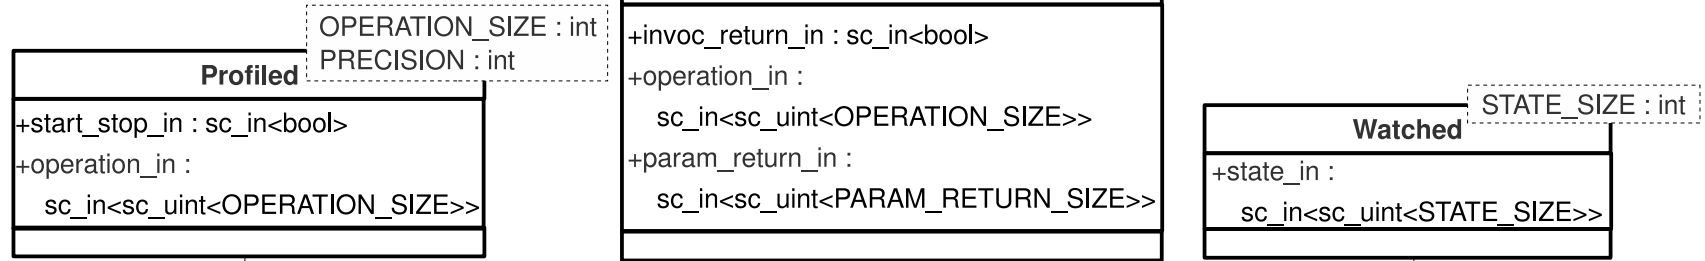 OPERATION_SIZE : int
PRECISION : int
Profiled
+start_stop_in : sc_in<bool>
+operation_in :
sc_in<sc_uint<OPERATION_SIZE>>
+invoc_return_in : sc_in<bool>
+operation_in :
sc_in<sc_uint<OPERATION_SIZE>>
+param_return_in :
sc_in<sc_uint<PARAM_RETURN_SIZE>>
STATE_SIZE : int
Watched
+state_in :
sc_in<sc_uint<STATE_SIZE>>